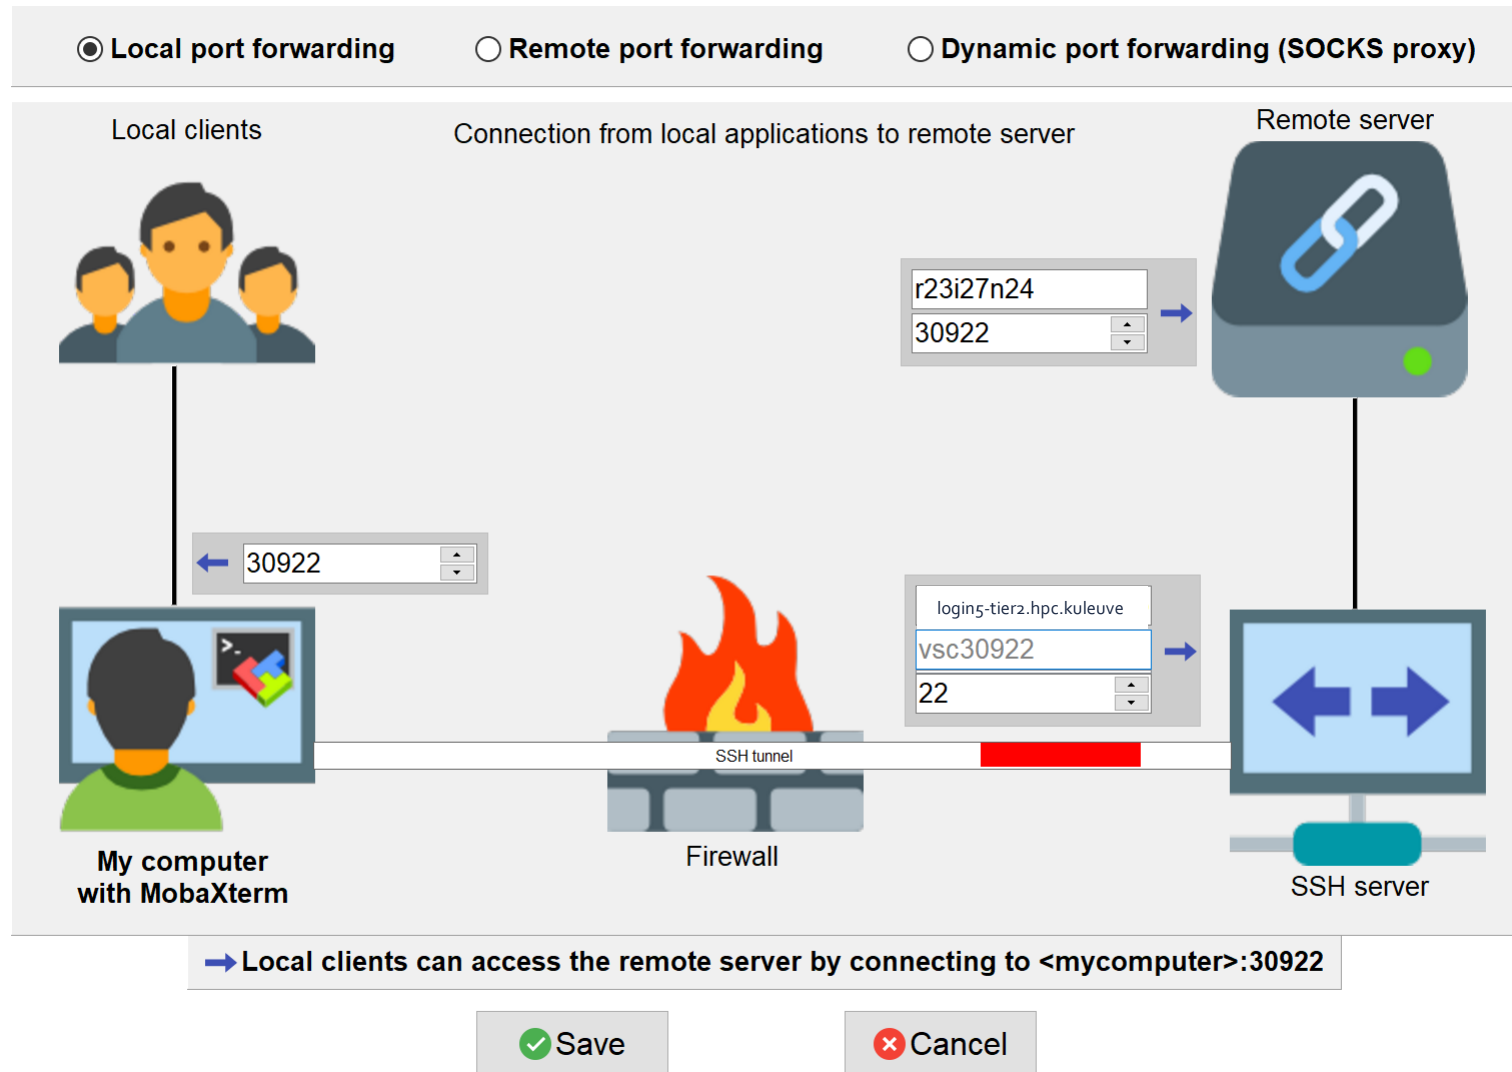 Local port forwarding
Remote port forwarding
Dynamic port forwarding (SOCKS proxy)
Local clients
Connection from local applications to remote server
Remote server
r23i27n24
30922
30922
login5-tier2.hpc.kuleuve
vsc30922
22
>_
SSH tunnel
My computer
with MobaXterm
Firewall
SSH server
Local clients can access the remote server by connecting to <mycomputer>:30922
Save
Cancel